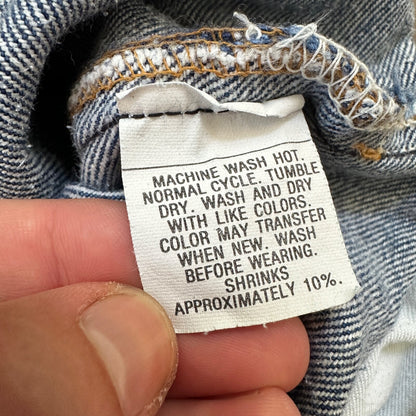 MACHINE WASH HOT.
NORMAL CYCLE. TUMBLE
DRY. WASH AND DRY
WITH LIKE COLORS.
COLOR MAY TRANSFER
WHEN NEW. WASH
BEFORE WEARING.
SHRINKS
APPROXIMATELY 10%.